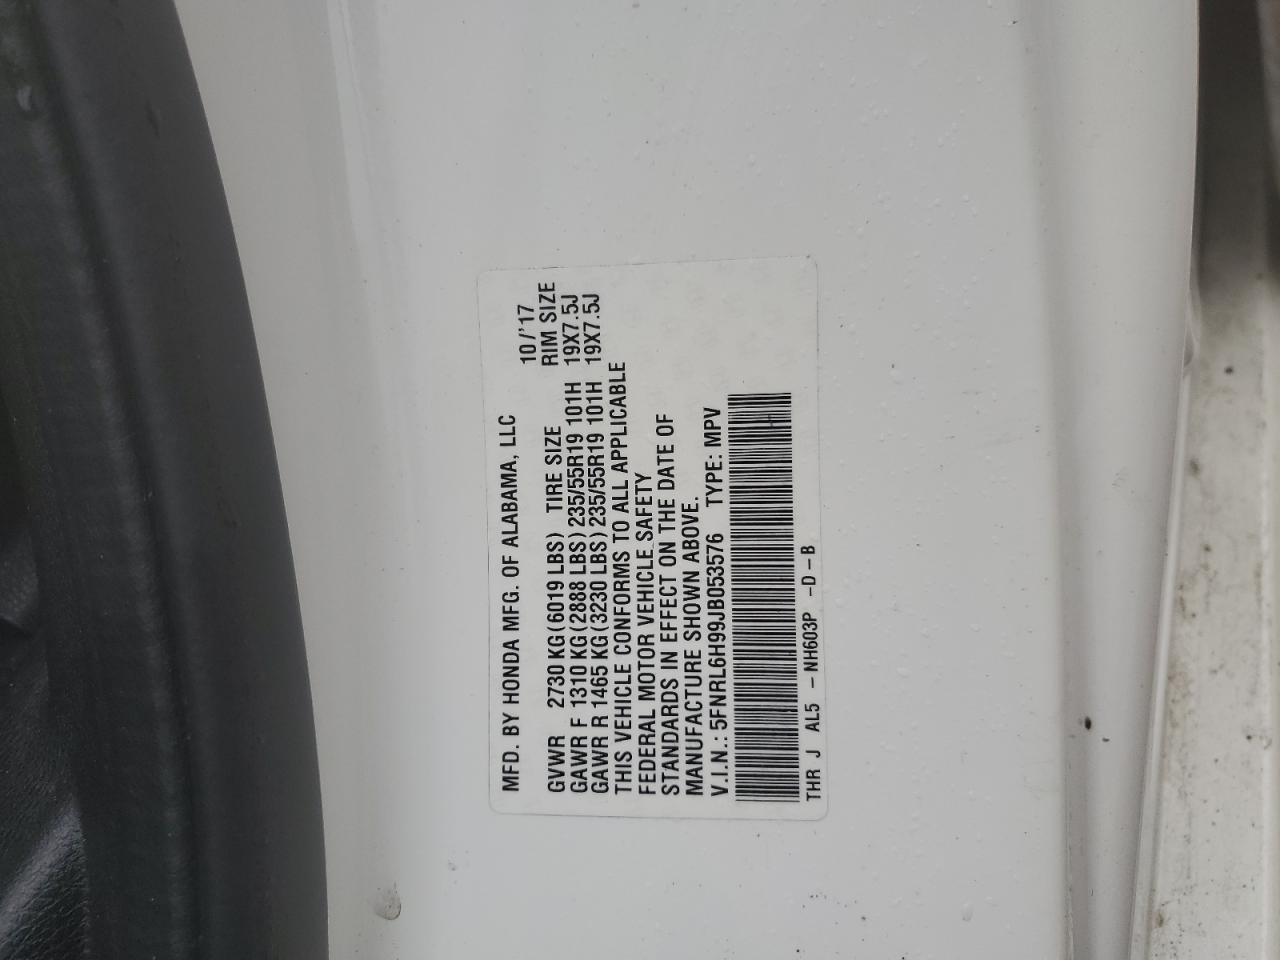 MFD. BY HONDA MFG. OF ALABAMA, LLC 10/'17
GVWR 2730 KG(6019 LBS) TIRE SIZE RIM SIZE
GAWR F 1310 KG(2888 LBS) 235/55R19 101H 19X7.5J
GAWR R 1465 KG(3230 LBS) 235/55R19 101H 19X7.5J
THIS VEHICLE CONFORMS TO ALL APPLICABLE
FEDERAL MOTOR VEHICLE SAFETY
STANDARDS IN EFFECT ON THE DATE OF
MANUFACTURE SHOWN ABOVE.
V.I.N.: 5FNRL6H99JB053576 TYPE: MPV
THR J AL5 -NH603P -D-B